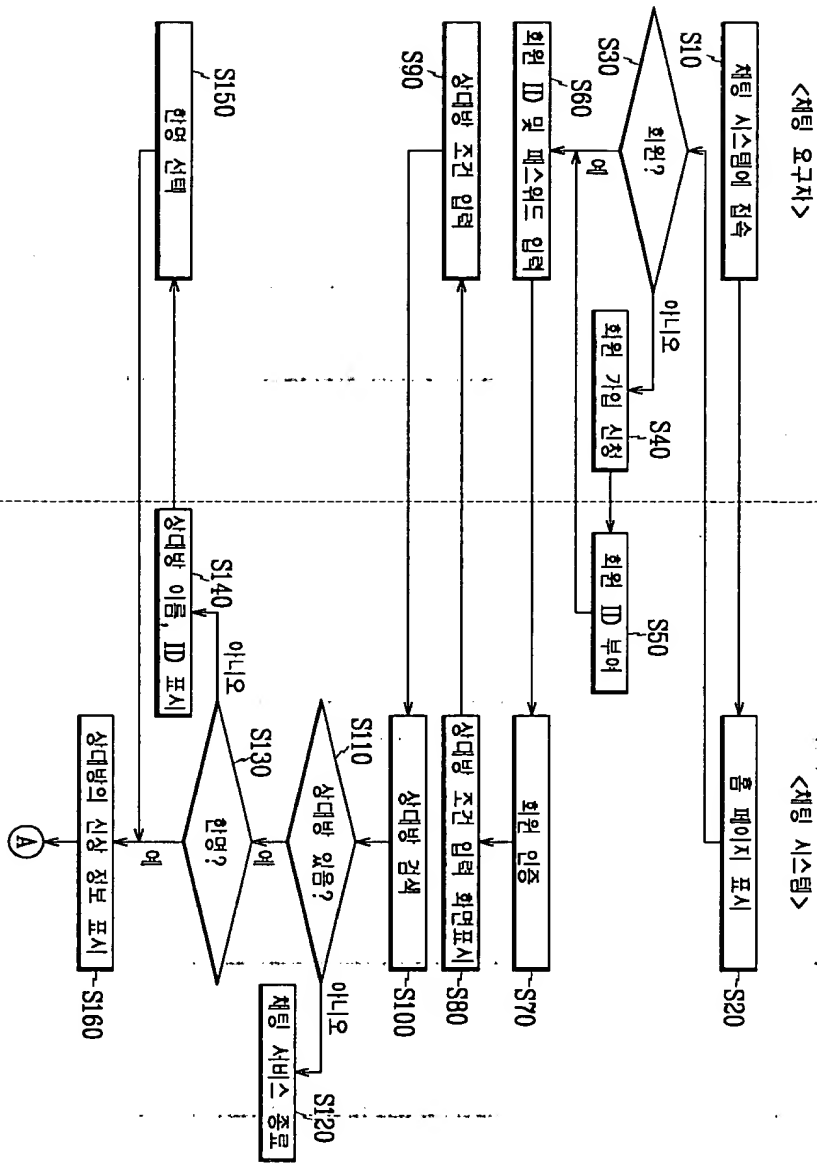 <채팅 요구자>
<채팅 시스템>
채팅 시스템에 접속
S10
홈 페이지 표시
S20
회원?
S30
아니오
예
회원 가입 신청
S40
회원 ID 부여
S50
회원 ID 및 패스워드 입력
S60
회원 인증
S70
상대방 조건 입력 화면표시
S80
상대방 조건 입력
S90
상대방 검색
S100
상대방 있음?
S110
아니오
예
채팅 서비스 종료
S120
한명?
S130
아니오
예
상대방 이름, ID 표시
S140
한명 선택
S150
상대방의 신상 정보 표시
S160
A